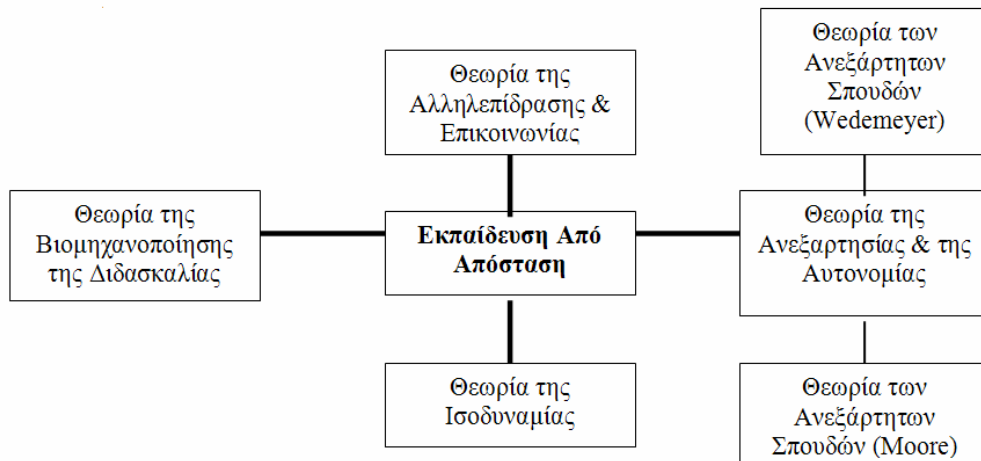 Θεωρία της
Αλληλεπίδρασης &
Επικοινωνίας
Θεωρία των
Ανεξάρτητων
Σπουδών
(Wedemeyer)
Θεωρία της
Βιομηχανοποίησης
της Διδασκαλίας
Εκπαίδευση Από
Απόσταση
Θεωρία της
Ανεξαρτησίας & της
Αυτονομίας
Θεωρία της
Ισοδυναμίας
Θεωρία των
Ανεξάρτητων
Σπουδών (Moore)